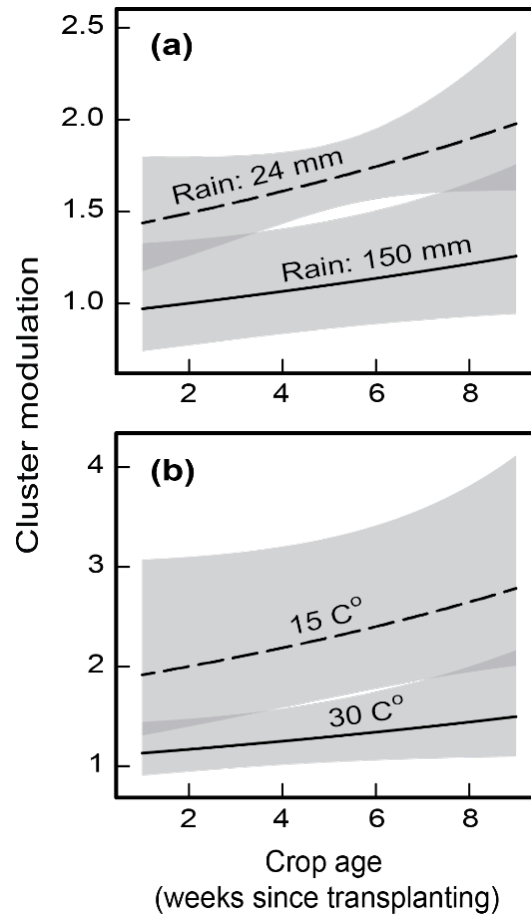 Cluster modulation
(a)
2.5
2.0
1.5
1.0
Rain: 24 mm
Rain: 150 mm
2 4 6 8
(b)
4
3
2
1
15 C°
30 C°
2 4 6 8
Crop age
(weeks since transplanting)